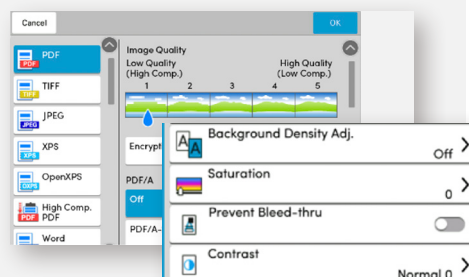 Cancel
OK
PDF
PDF
TIFF
TIFF
JPEG
JPEG
XPS
XPS
OpenXPS
OXPS
High Comp.
PDF
PDF
Word
Image Quality
Low Quality
(High Comp.)
High Quality
(Low Comp.)
1 2 3 4 5
Encrypt
PDF/A
Off
PDF/A-
Background Density Adj.
Off
Saturation
0
Prevent Bleed-thru
Contrast
Normal 0